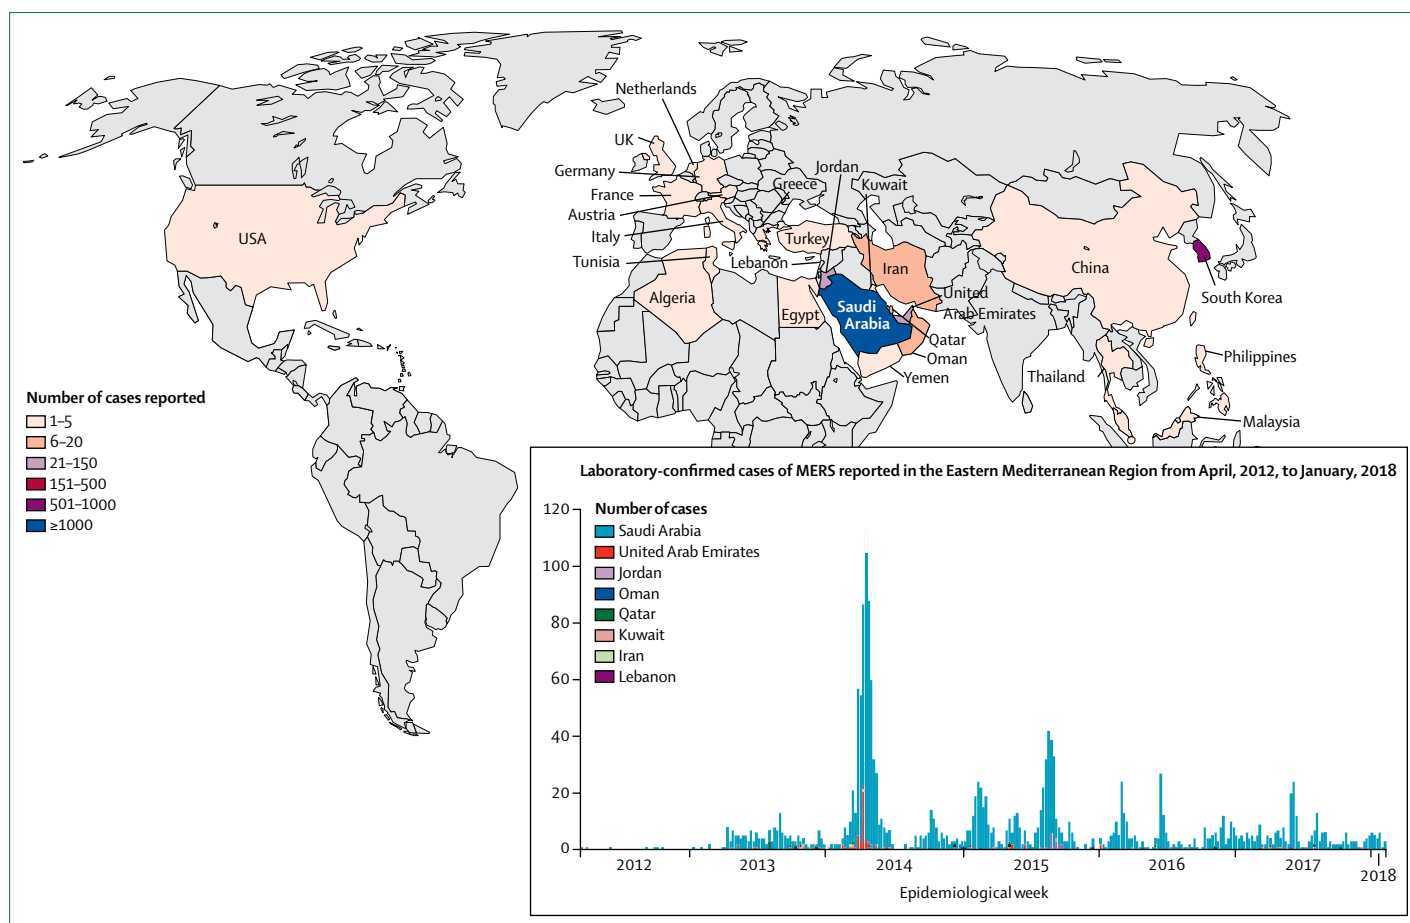 Netherlands
UK
Germany
France
Austria
Italy
Tunisia
Algeria
Jordan
Greece
Kuwait
Turkey
Lebanon
Iran
Egypt
Saudi
Arabia
United
Arab Emirates
Qatar
Oman
Yemen
USA
China
South Korea
Philippines
Thailand
Malaysia
Number of cases reported
1–5
6–20
21–150
151–500
501–1000
≥1000
Laboratory-confirmed cases of MERS reported in the Eastern Mediterranean Region from April, 2012, to January, 2018
Number of cases
Saudi Arabia
United Arab Emirates
Jordan
Oman
Qatar
Kuwait
Iran
Lebanon
120
100
80
60
40
20
0
2012
2013
2014
2015
2016
2017
2018
Epidemiological week